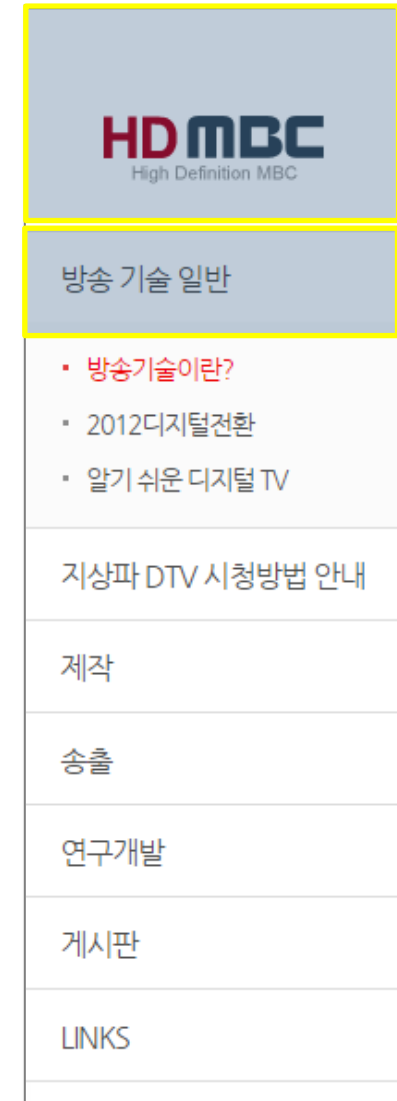 HD MBC
High Definition MBC
방송 기술 일반
방송기술이란?
2012디지털전환
알기 쉬운 디지털 TV
지상파 DTV 시청방법 안내
제작
송출
연구개발
게시판
LINKS